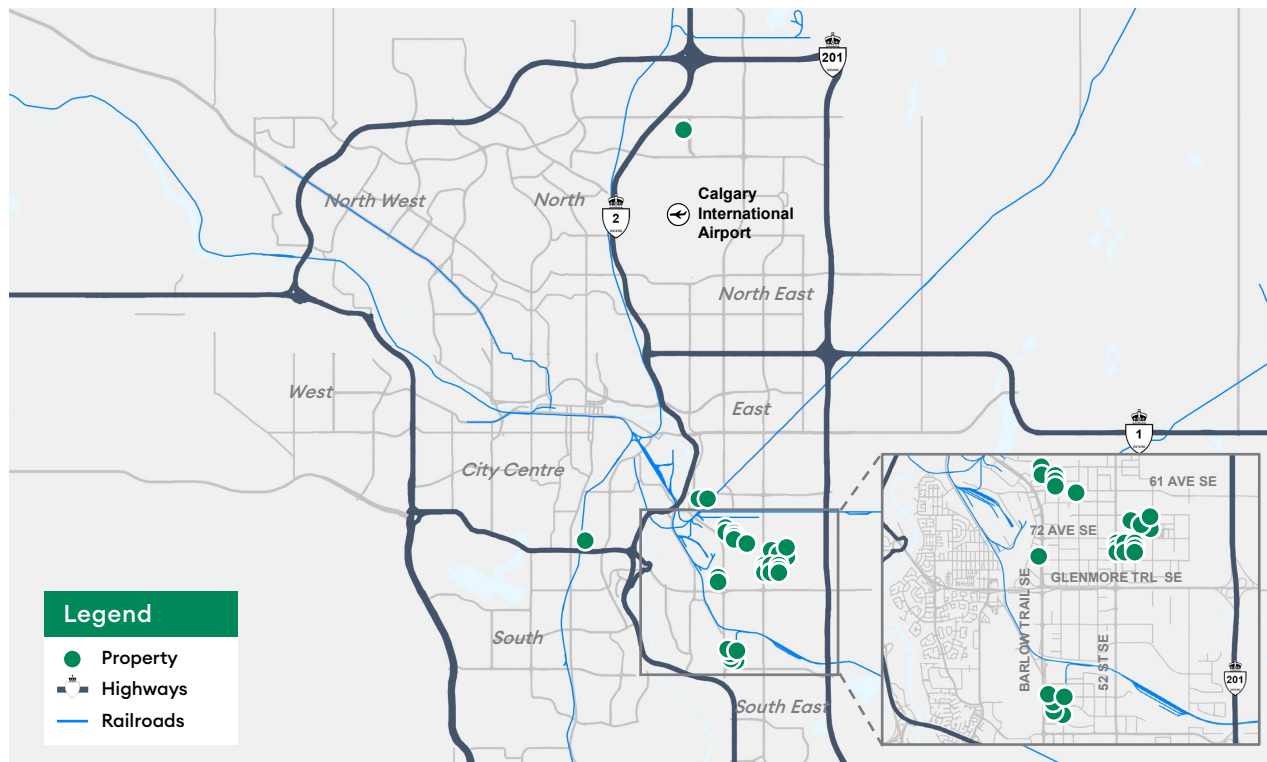 201
North West
North
2
Calgary
International
Airport
North East
West
East
1
City Centre
61 AVE SE
72 AVE SE
GLENMORE TRL SE
BARLOW TRAIL SE
52 ST SE
201
South
South East
Legend
Property
Highways
Railroads